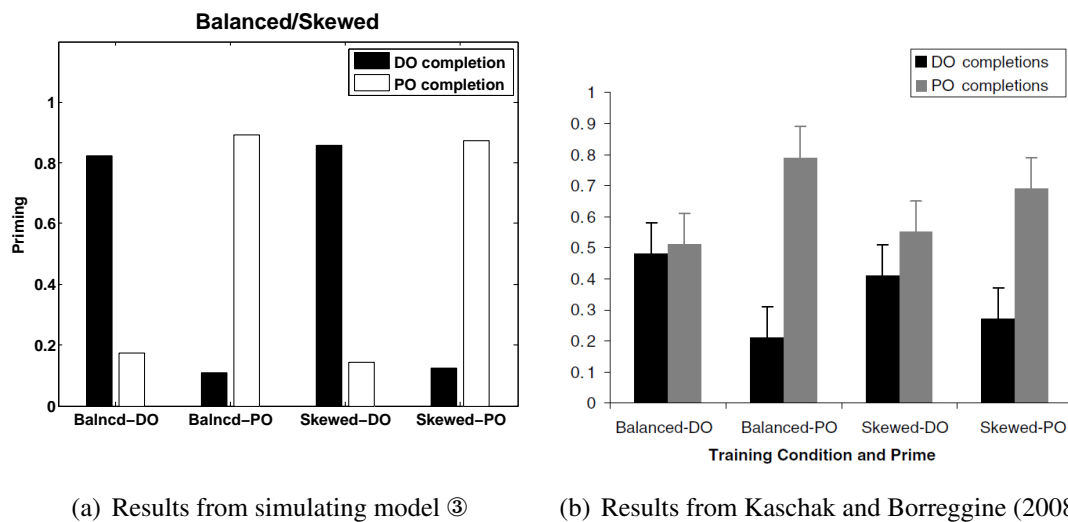 Balanced/Skewed
DO completion
PO completion
1
0.8
0.6
0.4
0.2
0
Priming
Balncd–DO Balncd–PO Skewed–DO Skewed–PO
(a) Results from simulating model ③
DO completions
PO completions
1
0.9
0.8
0.7
0.6
0.5
0.4
0.3
0.2
0.1
0
Balanced-DO Balanced-PO Skewed-DO Skewed-PO
Training Condition and Prime
(b) Results from Kaschak and Borreggine (2008